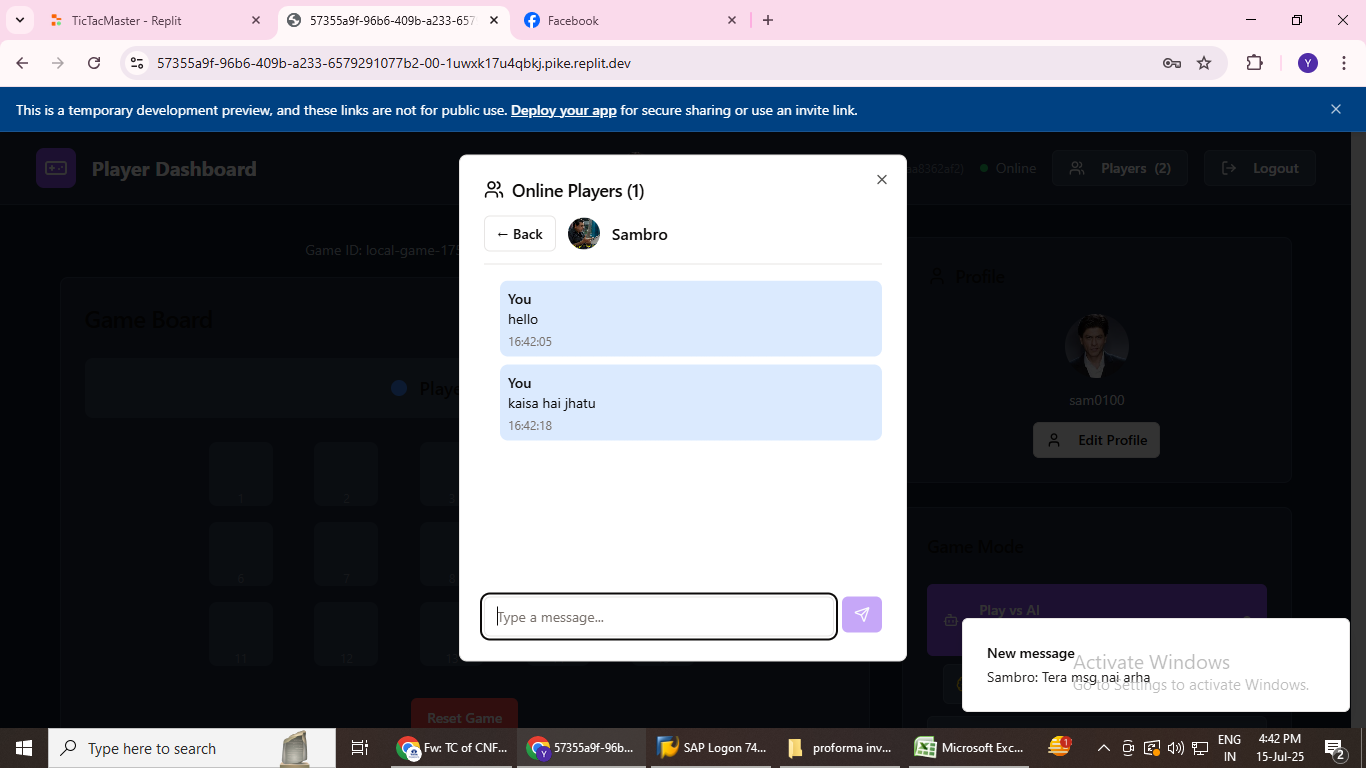 TicTacMaster - Replit
57355a9f-96b6-409b-a233-657
Facebook
57355a9f-96b6-409b-a233-6579291077b2-00-1uwxk17u4qbkj.pike.replit.dev
Y
This is a temporary development preview, and these links are not for public use. Deploy your app for secure sharing or use an invite link.
Player Dashboard
aa8362af2)
Online
Players (2)
Logout
Online Players (1)
← Back
Sambro
Game ID: local-game-175
Profile
You
hello
16:42:05
Game Board
You
kaisa hai jhatu
16:42:18
Playe
sam0100
Edit Profile
1
2
3
6
7
8
11
12
13
Game Mode
Play vs AI
Type a message...
New message
Sambro: Tera msg nai arha
Activate Windows
Go to Settings to activate Windows.
Reset Game
Type here to search
Fw: TC of CNF...
57355a9f-96b...
SAP Logon 74...
proforma inv...
Microsoft Exc...
1
ENG
IN
4:42 PM
15-Jul-25
2